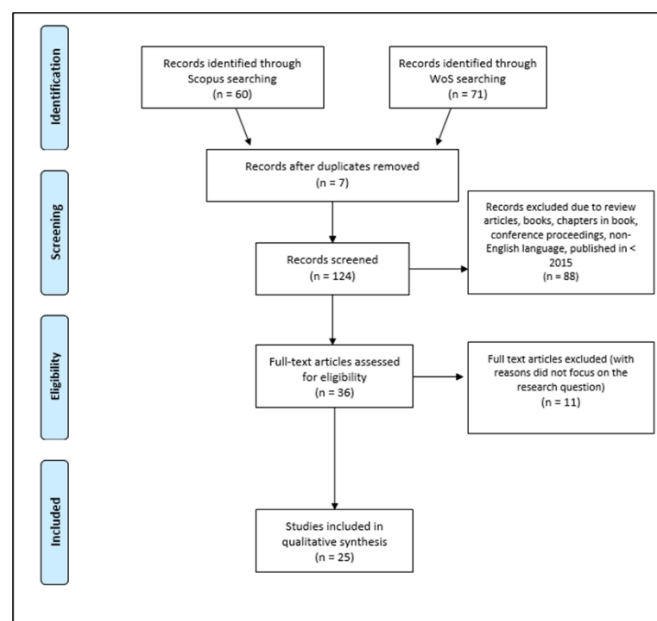 Identification
Records identified through
Scopus searching
(n = 60)
Records identified through
WoS searching
(n = 71)
Records after duplicates removed
(n = 7)
Screening
Records screened
(n = 124)
Records excluded due to review
articles, books, chapters in book,
conference proceedings, non-
English language, published in <
2015
(n = 88)
Eligibility
Full-text articles assessed
for eligibility
(n = 36)
Full text articles excluded (with
reasons did not focus on the
research question)
(n = 11)
Included
Studies included in
qualitative synthesis
(n = 25)